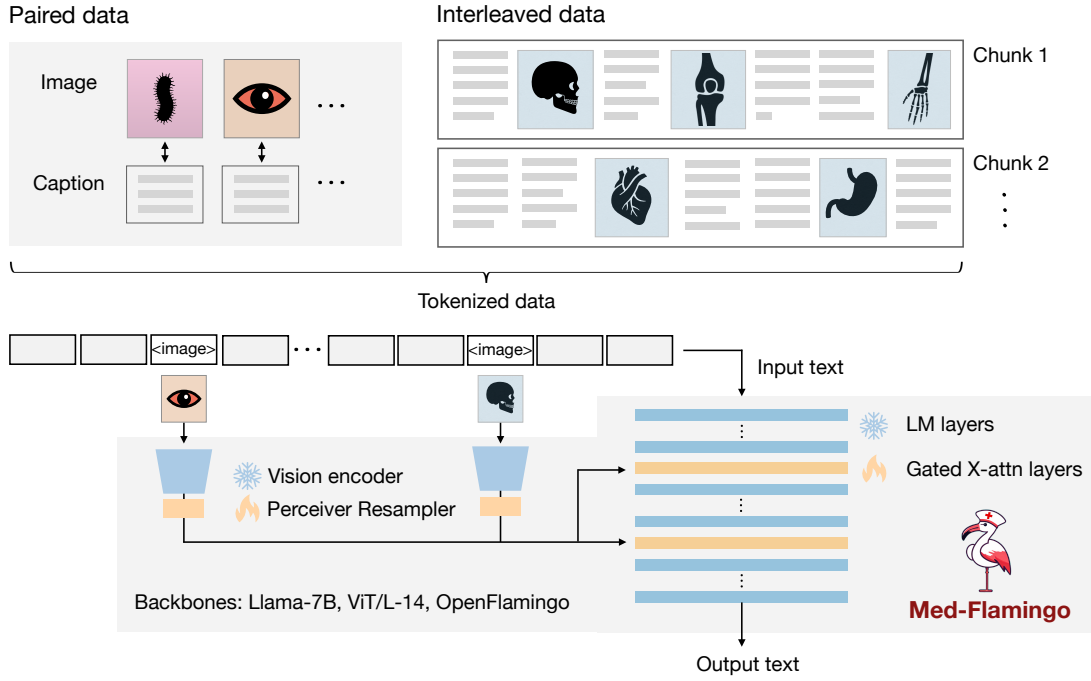 Paired data
Interleaved data
Image
Caption
Chunk 1
Chunk 2
Tokenized data
<image>
<image>
Input text
Vision encoder
Perceiver Resampler
LM layers
Gated X-attn layers
Backbones: Llama-7B, ViT/L-14, OpenFlamingo
Med-Flamingo
Output text